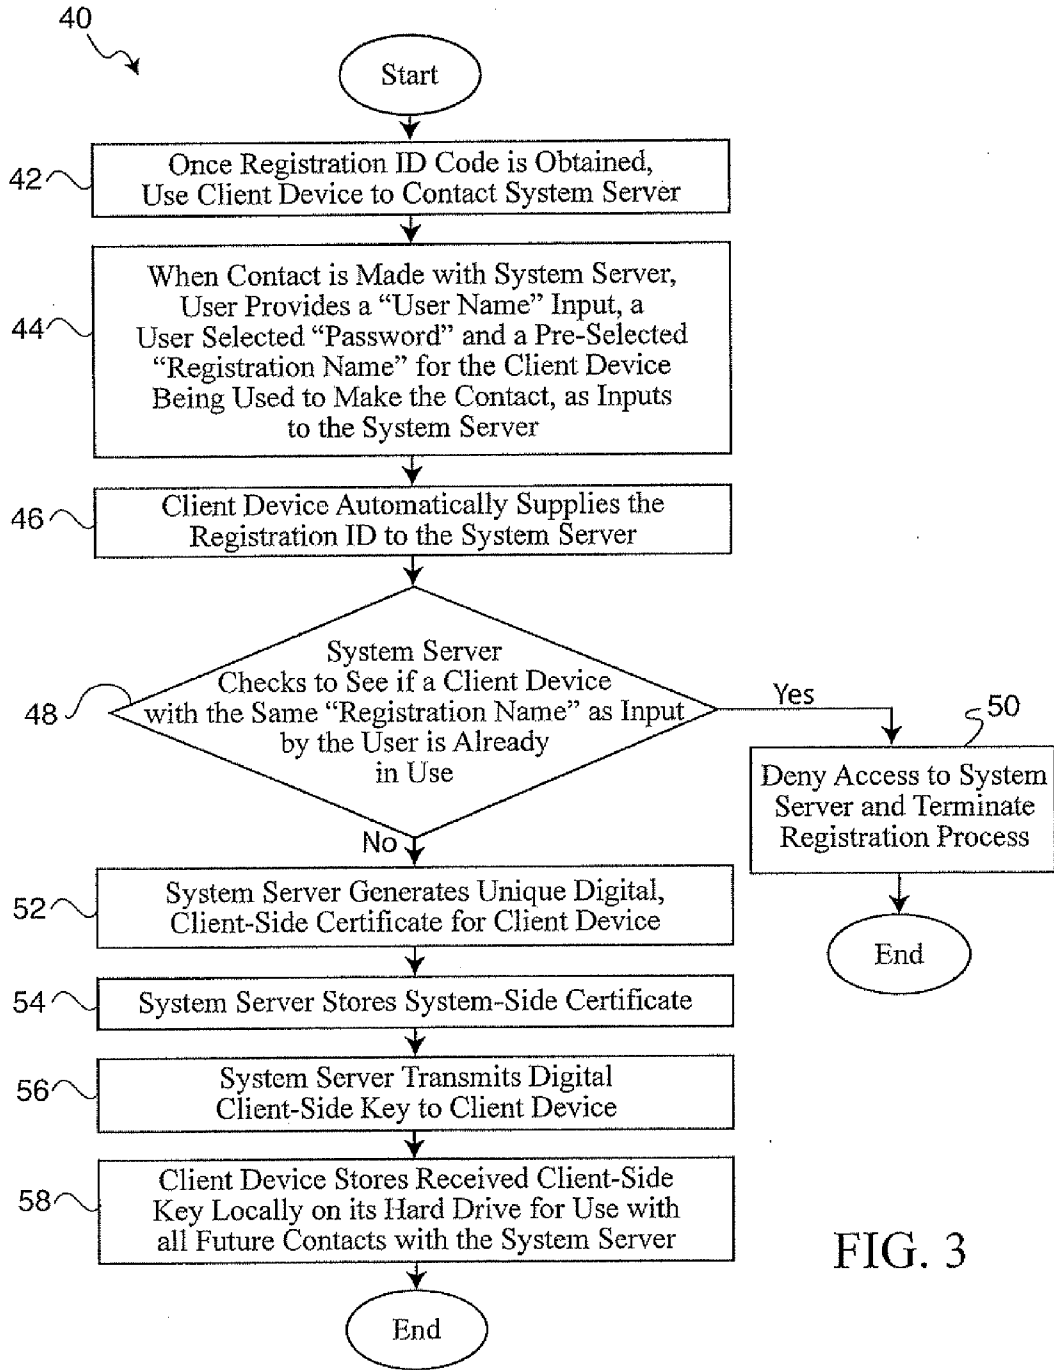 40
Start
42
Once Registration ID Code is Obtained,
Use Client Device to Contact System Server
44
When Contact is Made with System Server,
User Provides a “User Name” Input, a
User Selected “Password” and a Pre-Selected
“Registration Name” for the Client Device
Being Used to Make the Contact, as Inputs
to the System Server
46
Client Device Automatically Supplies the
Registration ID to the System Server
48
System Server
Checks to See if a Client Device
with the Same “Registration Name” as Input
by the User is Already
in Use
Yes
50
Deny Access to System
Server and Terminate
Registration Process
End
No
52
System Server Generates Unique Digital,
Client-Side Certificate for Client Device
54
System Server Stores System-Side Certificate
56
System Server Transmits Digital
Client-Side Key to Client Device
58
Client Device Stores Received Client-Side
Key Locally on its Hard Drive for Use with
all Future Contacts with the System Server
End
FIG. 3